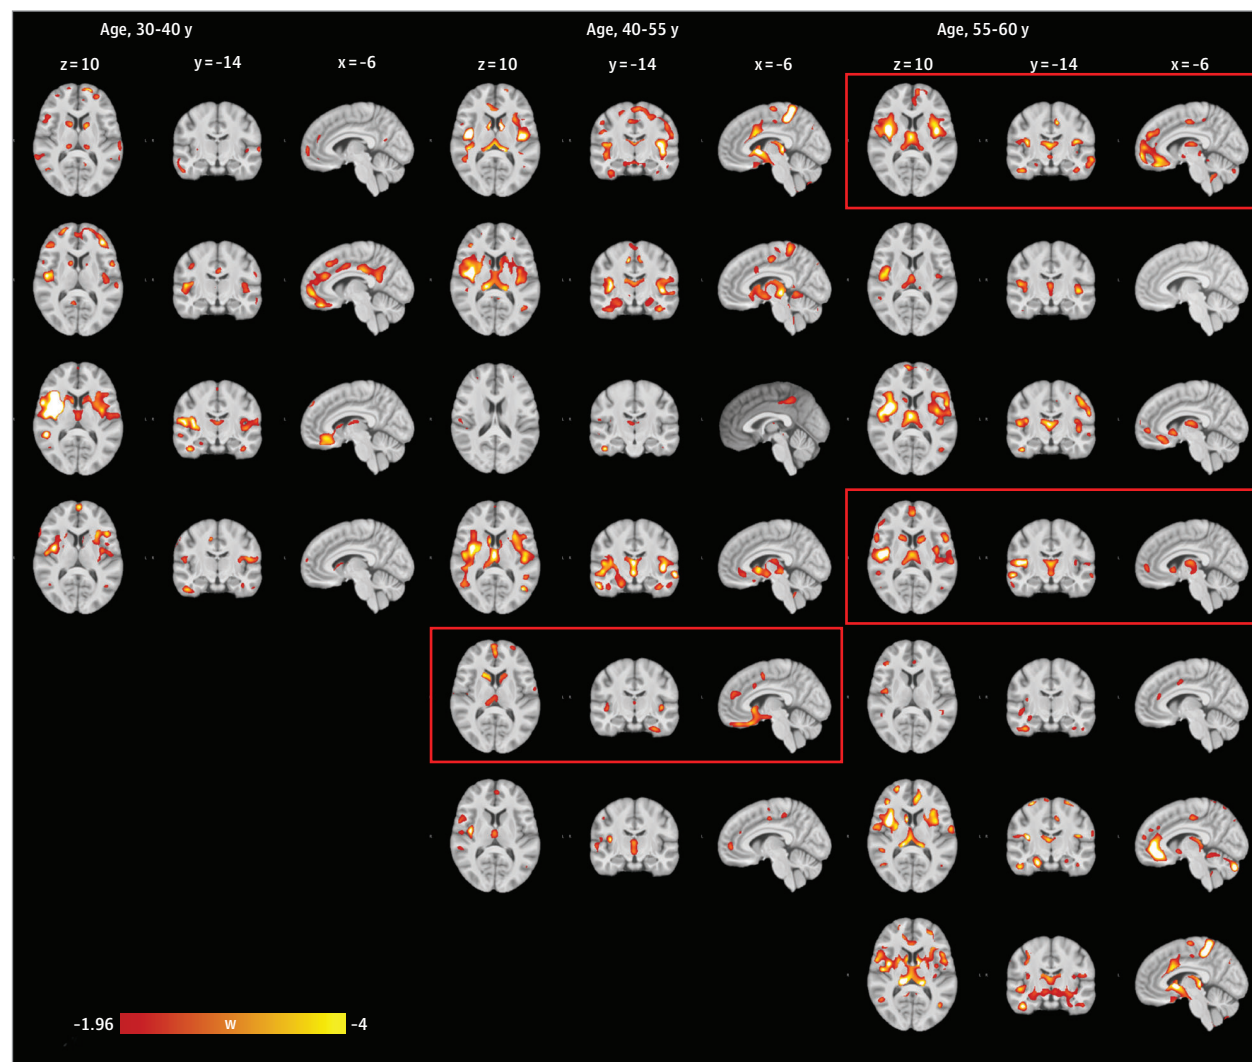 Age, 30-40 y Age, 40-55 y Age, 55-60 y
z = 10 y = -14 x = -6 z = 10 y = -14 x = -6 z = 10 y = -14 x = -6
-1.96 W -4